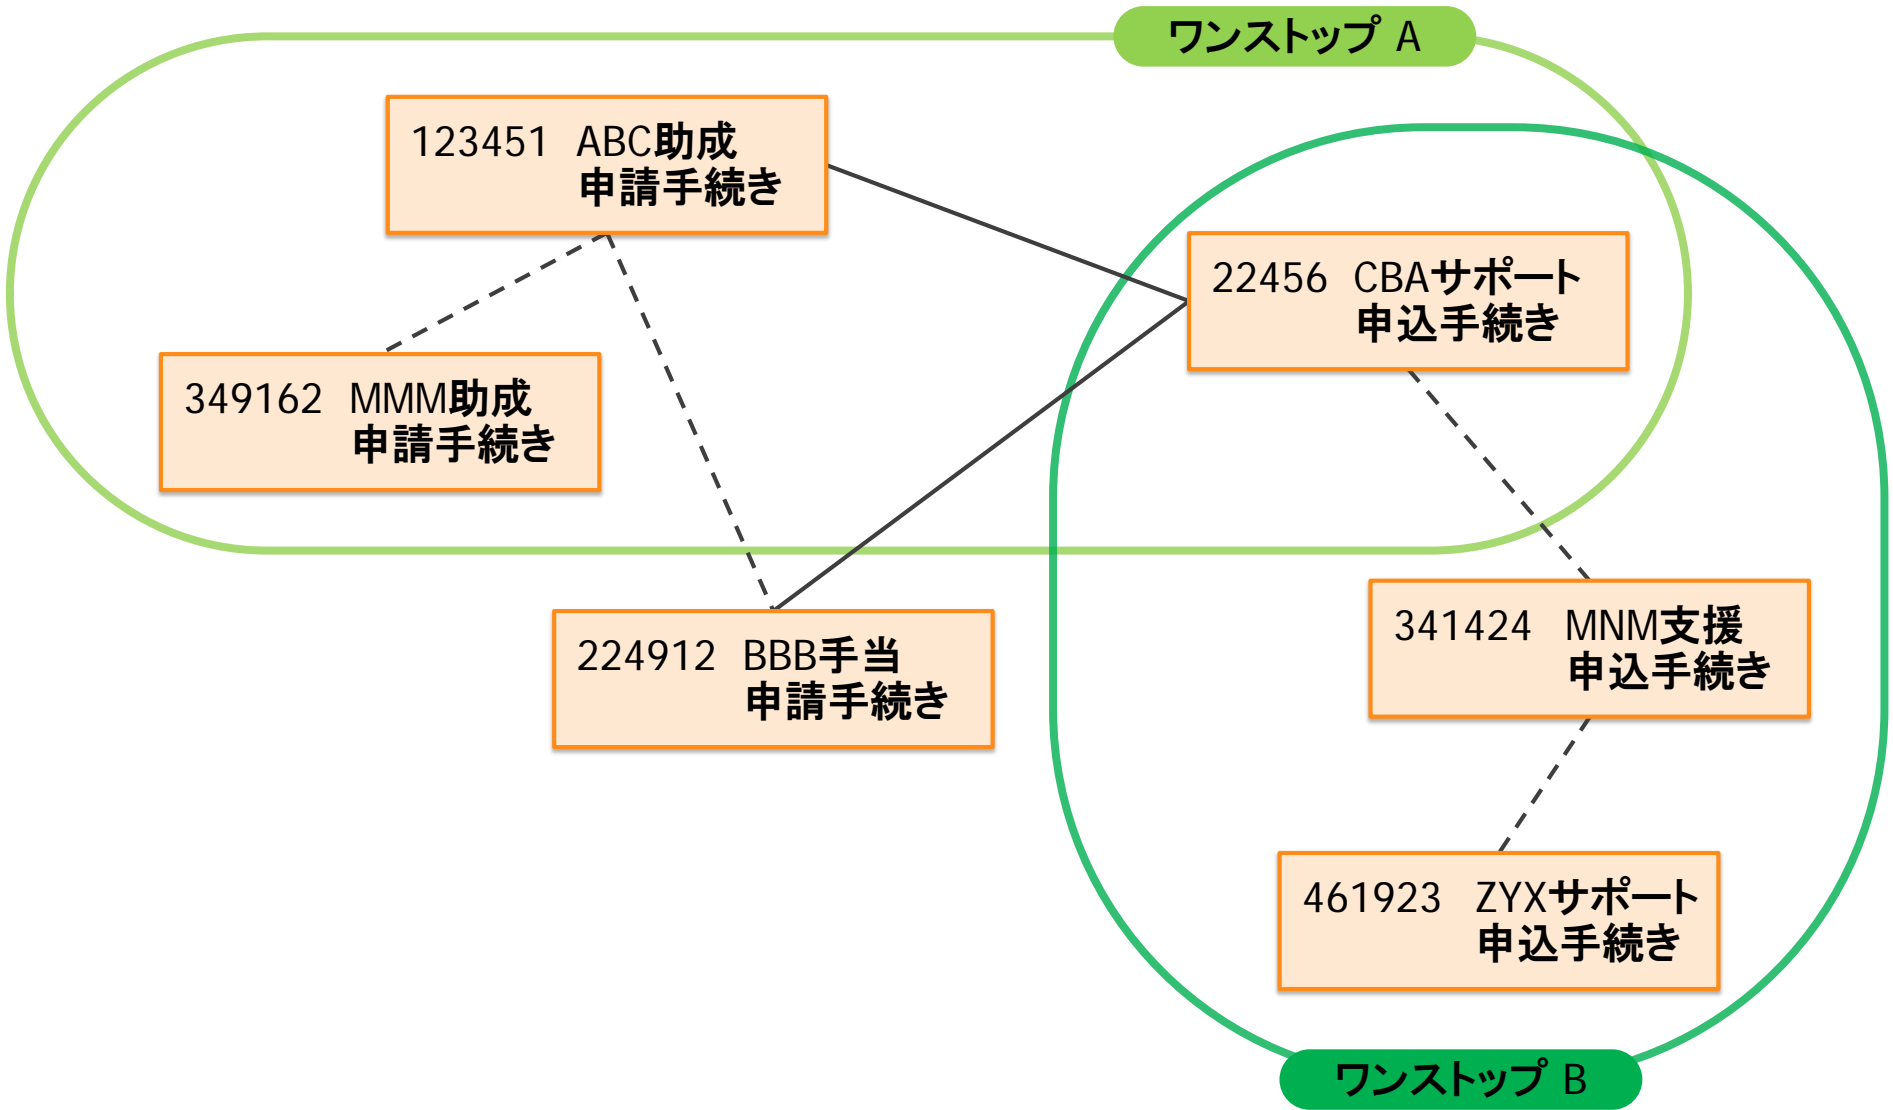 ワンストップ A
123451 ABC助成
申請手続き
22456 CBAサポート
申込手続き
349162 MMM助成
申請手続き
224912 BBB手当
申請手続き
341424 MNM支援
申込手続き
461923 ZYXサポート
申込手続き
ワンストップ B